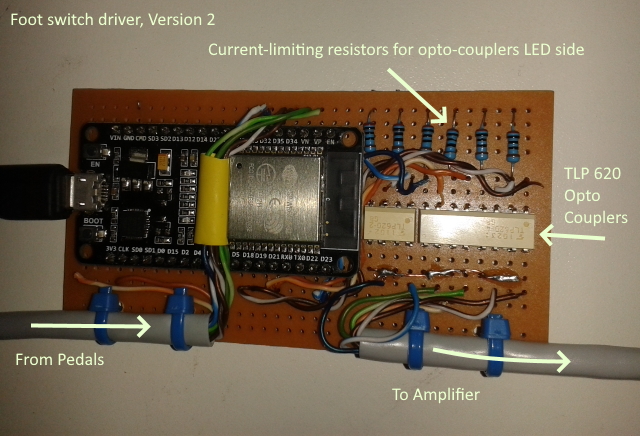 Foot switch driver, Version 2
Current-limiting resistors for opto-couplers LED side
TLP 620
Opto
Couplers
From Pedals
To Amplifier
EN
BOOT
VIN GND CMD SD3 SD2 D13 D12 D14
D35 D34 VN VP EN
3V3 CLK SD0 SD1 D0 D15 D2 D4
D5 D18 D19 D21 RX0 TX0 D22 D23